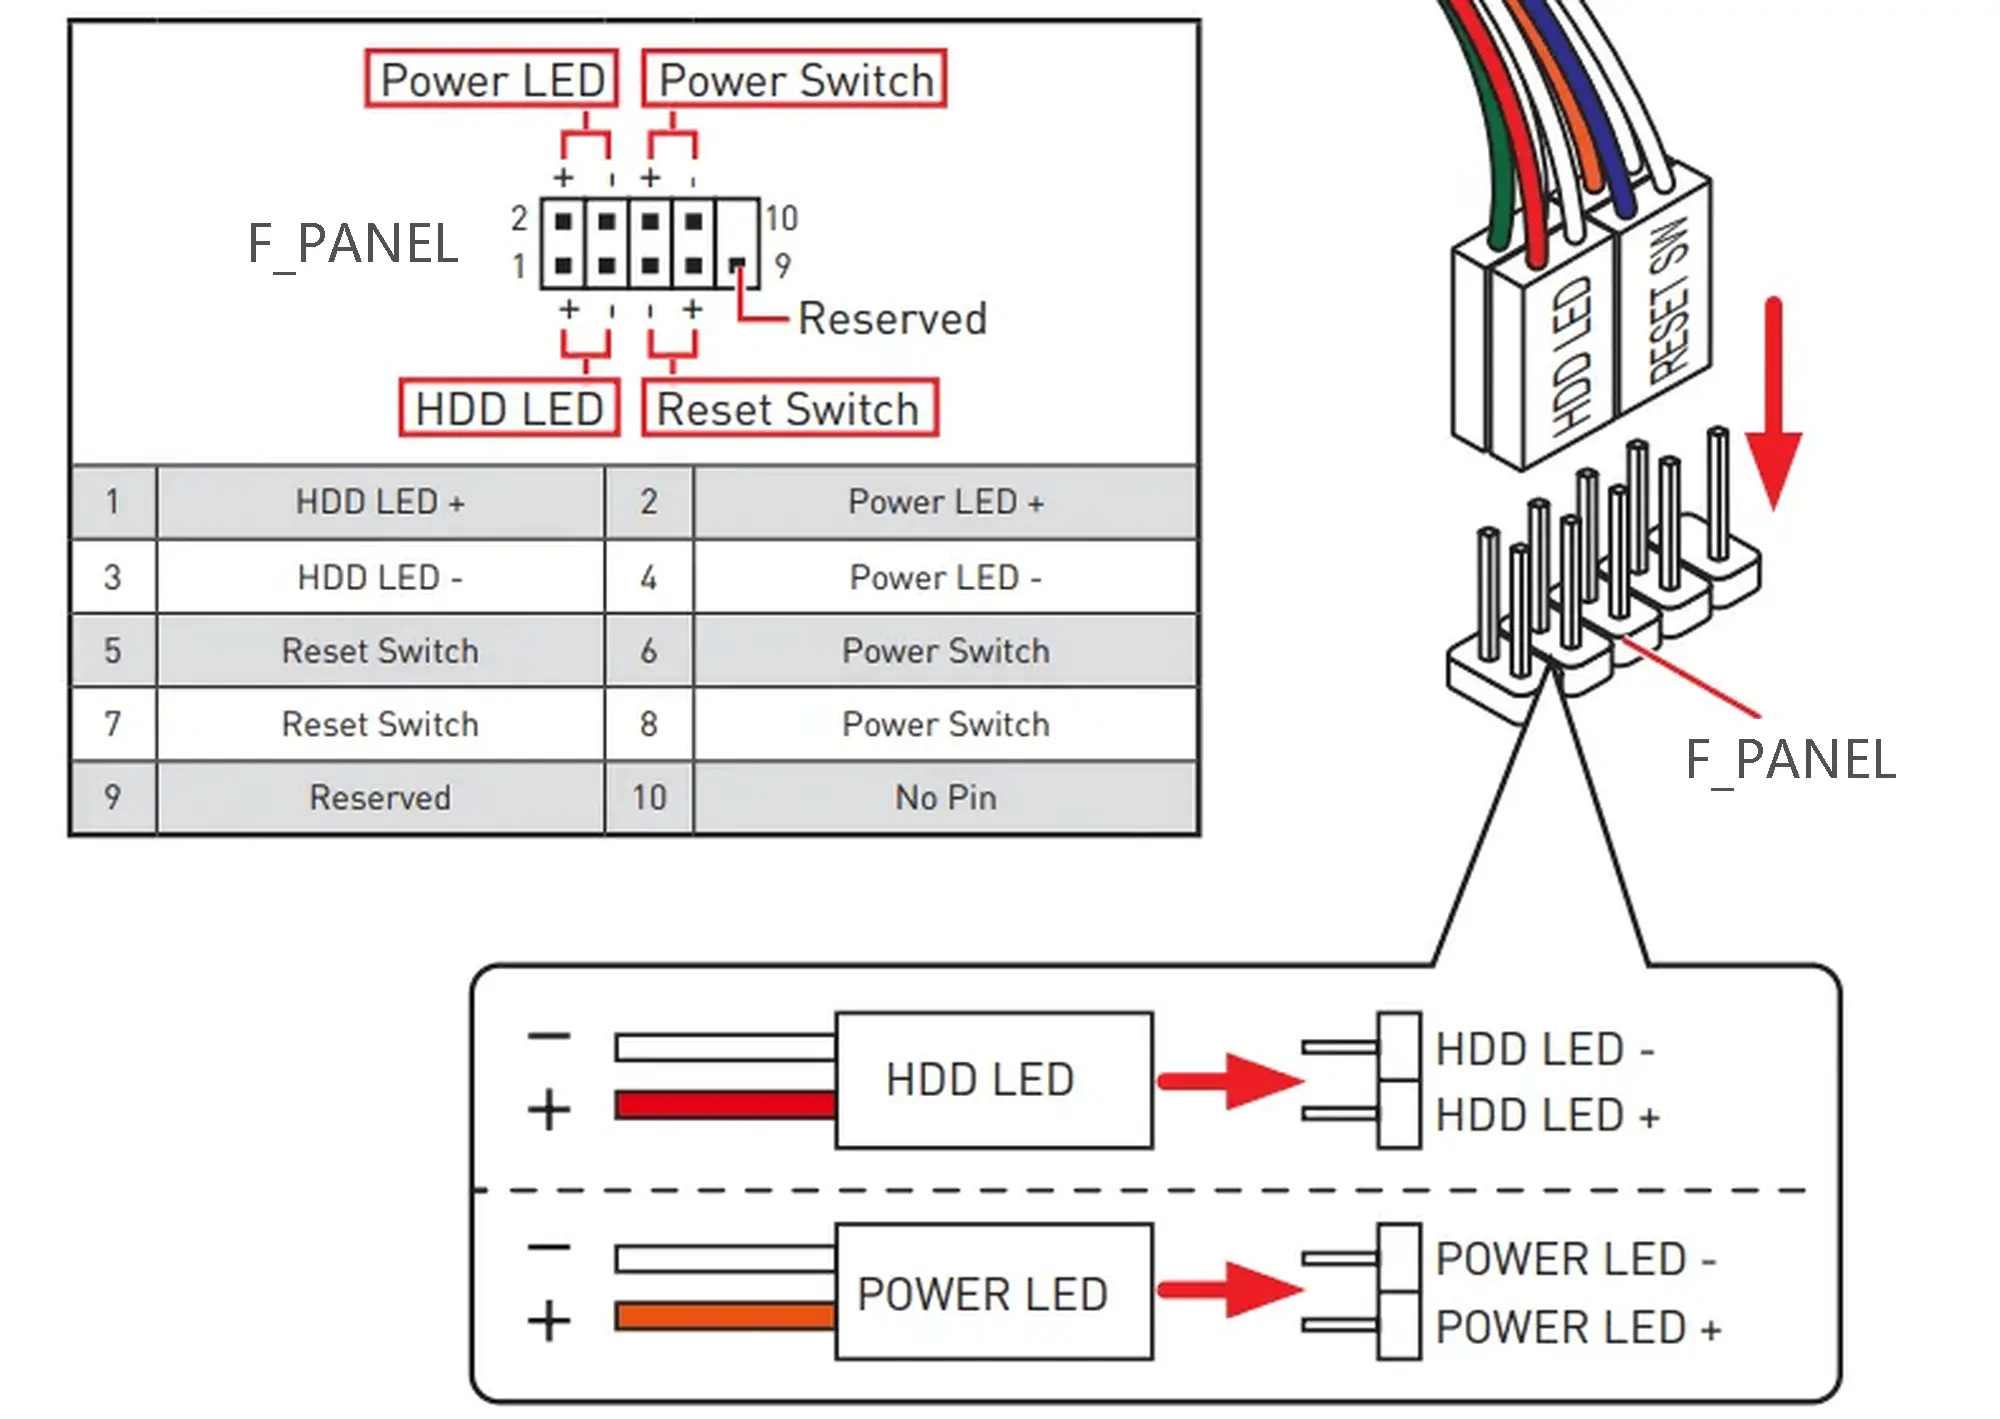 Power LED Power Switch
+ - + -
F_PANEL
2 10
1 9
+ - - +
Reserved
HDD LED Reset Switch
1 HDD LED + 2 Power LED +
3 HDD LED - 4 Power LED -
5 Reset Switch 6 Power Switch
7 Reset Switch 8 Power Switch
9 Reserved 10 No Pin
HDD LED
RESET SW
F_PANEL
− HDD LED HDD LED -
+ HDD LED +
− POWER LED POWER LED -
+ POWER LED +